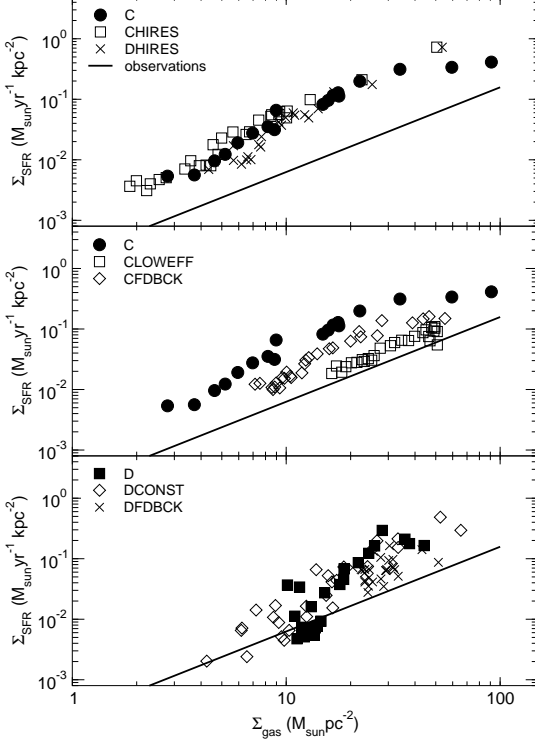 C
CHIRES
DHIRES
observations
10^0
10^-1
10^-2
10^-3
Σ_SFR (M_sun yr^-1 kpc^-2)
C
CLOWEFF
CFDBCK
10^0
10^-1
10^-2
10^-3
Σ_SFR (M_sun yr^-1 kpc^-2)
D
DCONST
DFDBCK
10^0
10^-1
10^-2
10^-3
Σ_SFR (M_sun yr^-1 kpc^-2)
1 10 100
Σ_gas (M_sun pc^-2)